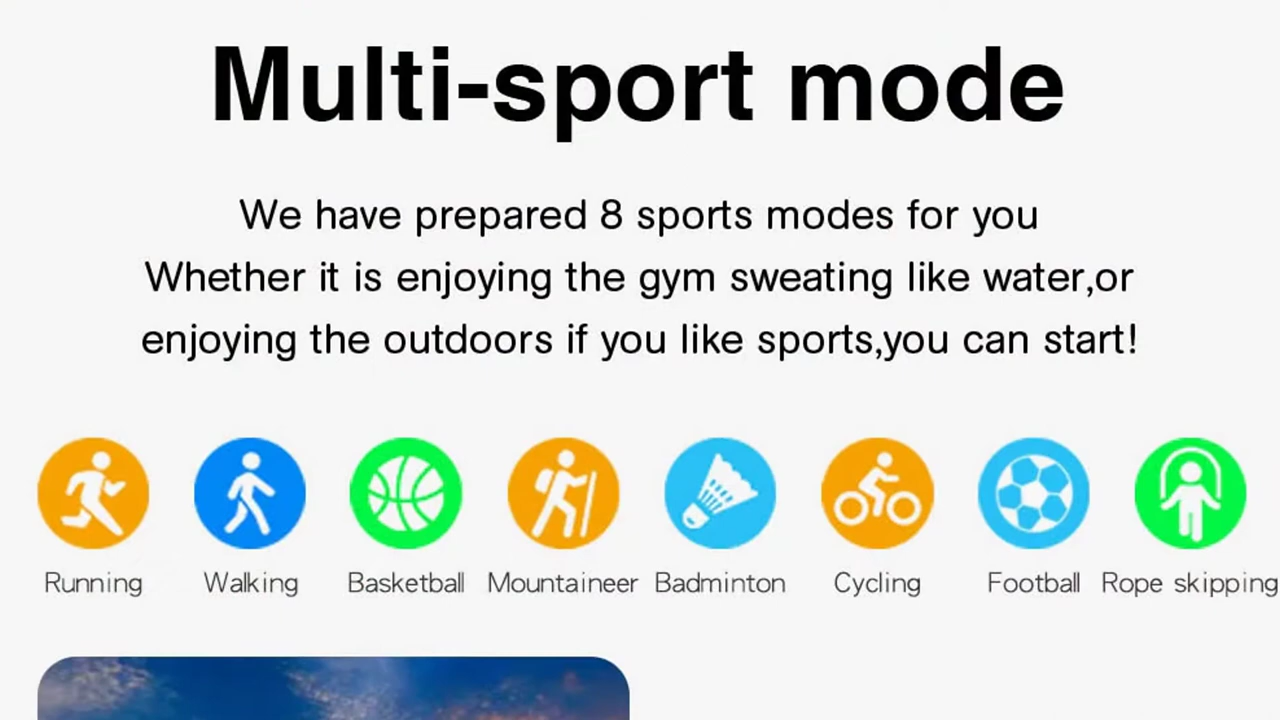 Multi-sport mode
We have prepared 8 sports modes for you
Whether it is enjoying the gym sweating like water,or
enjoying the outdoors if you like sports,you can start!
Running Walking Basketball Mountaineer Badminton Cycling Football Rope skipping